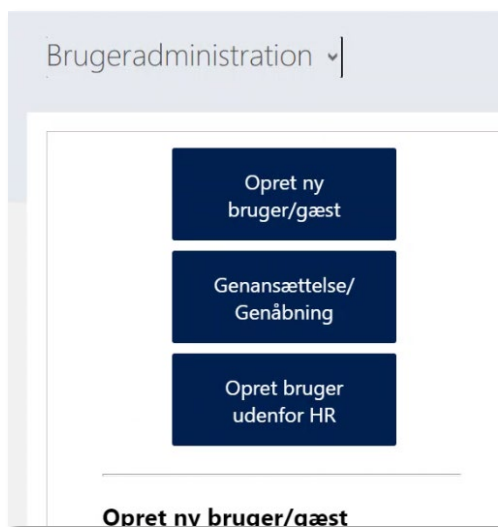 Brugeradministration
Opret ny
bruger/gæst
Genansættelse/
Genåbning
Opret bruger
udenfor HR
Opret ny bruger/gæst